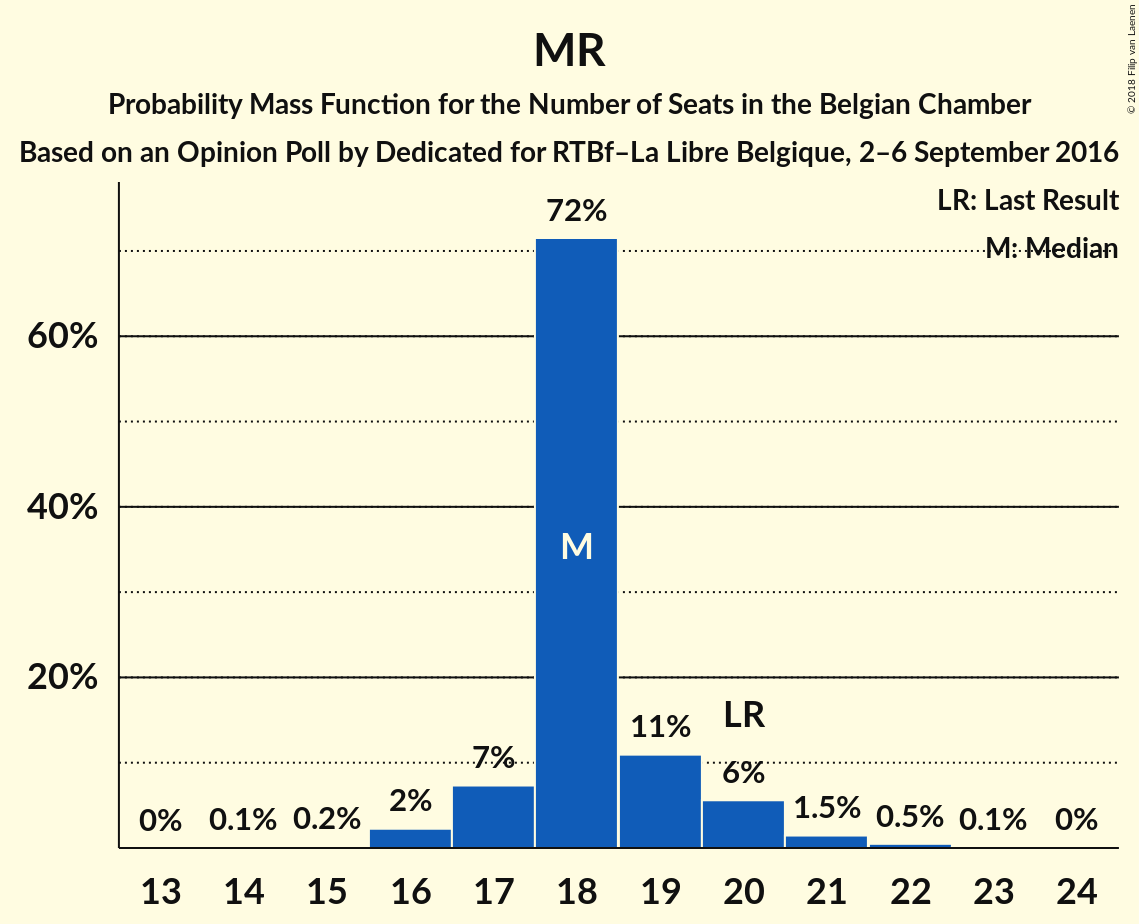 MR
Probability Mass Function for the Number of Seats in the Belgian Chamber
Based on an Opinion Poll by Dedicated for RTBf–La Libre Belgique, 2–6 September 2016
© 2018 Filip van Laenen
LR: Last Result
M: Median
60%
40%
20%
0%
0.1%
0.2%
2%
7%
72%
M
11%
LR
6%
1.5%
0.5%
0.1%
0%
13 14 15 16 17 18 19 20 21 22 23 24